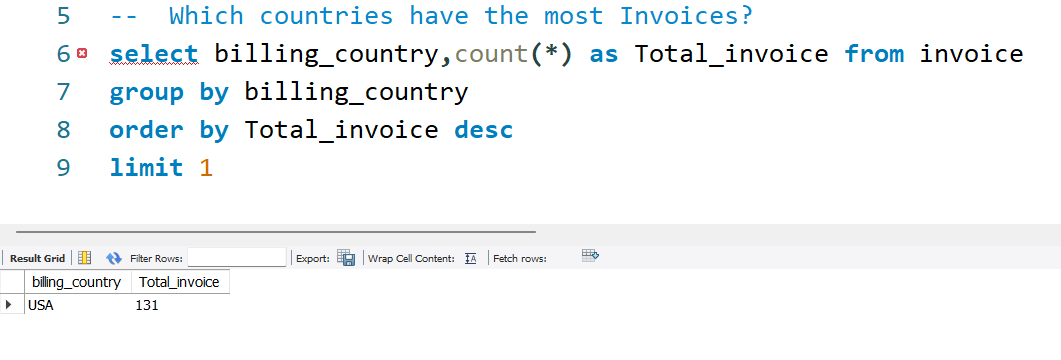 5 -- Which countries have the most Invoices?
6 select billing_country,count(*) as Total_invoice from invoice
7 group by billing_country
8 order by Total_invoice desc
9 limit 1
Result Grid Filter Rows: Export: Wrap Cell Content: IA Fetch rows:
billing_country Total_invoice
USA 131